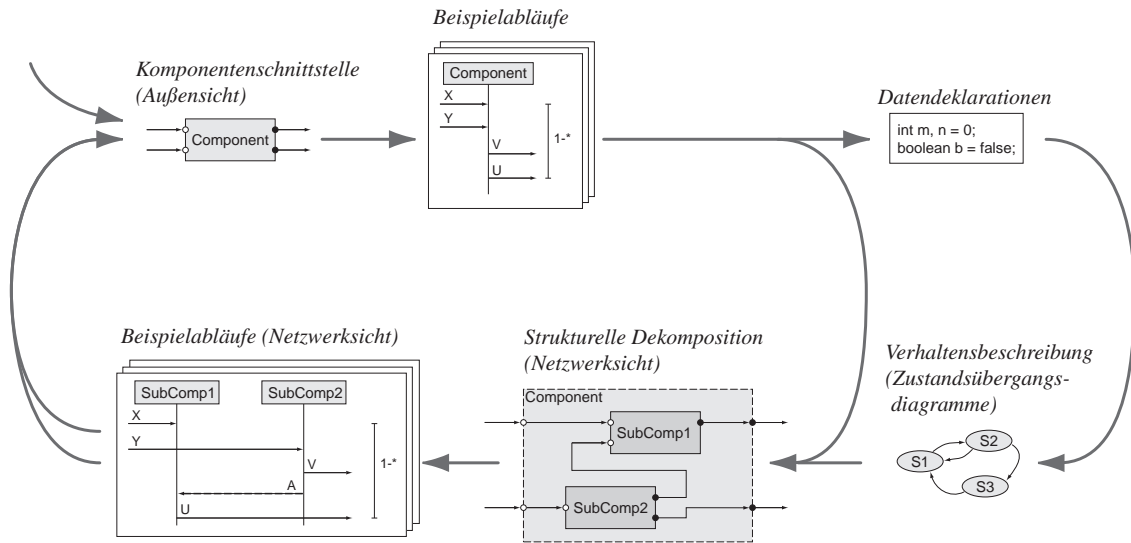 Beispielabläufe
Komponentenschnittstelle
(Außensicht)
Component
Component
X
Y
V
U
1-*
Datendeklarationen
int m, n = 0;
boolean b = false;
Beispielabläufe (Netzwerksicht)
SubComp1
SubComp2
X
Y
V
A
U
1-*
Strukturelle Dekomposition
(Netzwerksicht)
Component
SubComp1
SubComp2
Verhaltensbeschreibung
(Zustandsübergangs-
diagramme)
S1
S2
S3